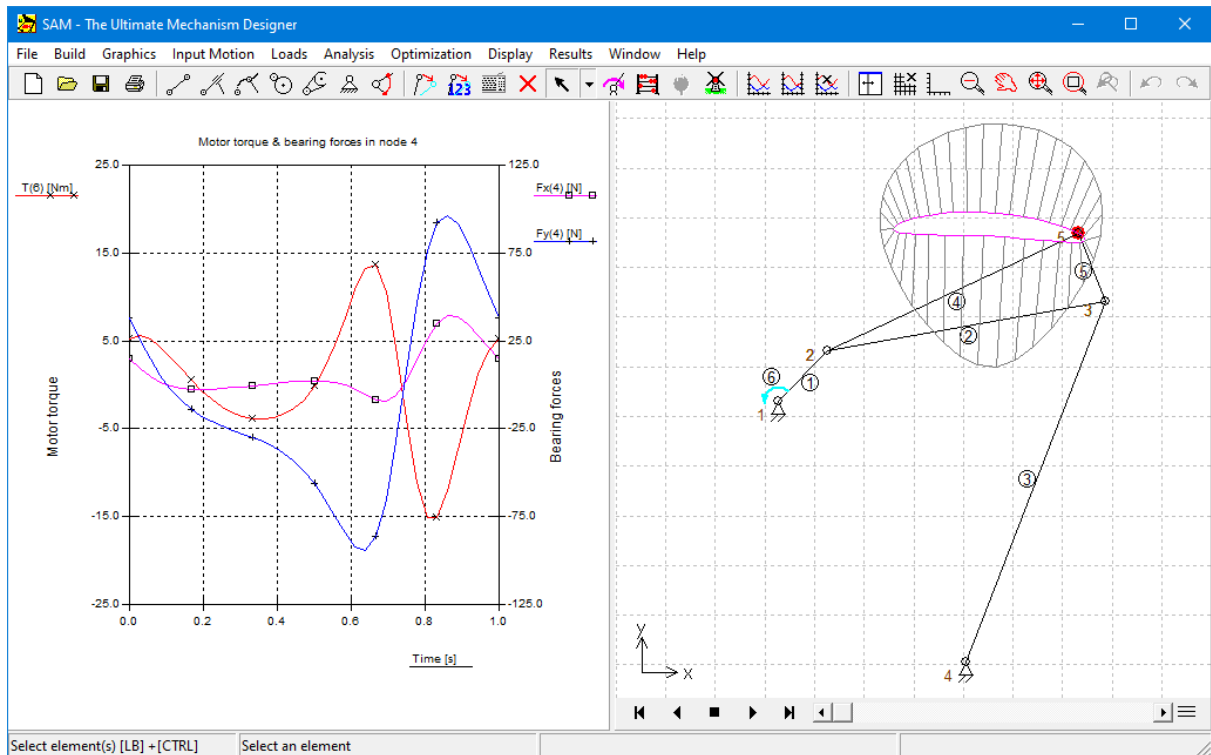 SAM - The Ultimate Mechanism Designer
File Build Graphics Input Motion Loads Analysis Optimization Display Results Window Help
123
Motor torque & bearing forces in node 4
T(6) [Nm]
25.0
15.0
5.0
-5.0
-15.0
-25.0
Motor torque
125.0
75.0
25.0
-25.0
-75.0
-125.0
Fx(4) [N]
Fy(4) [N]
Bearing forces
0.0 0.2 0.4 0.6 0.8 1.0
Time [s]
5
5
4
3
2
2
6
1
1
3
4
y
x
Select element(s) [LB] +[CTRL] Select an element